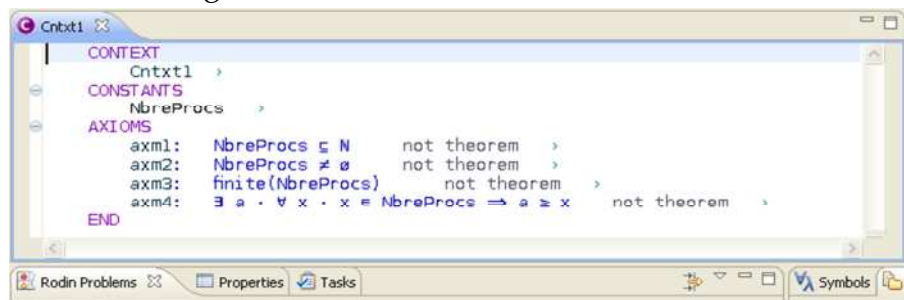 Cntxt1
CONTEXT
Cntxt1 ›
CONSTANTS
NbreProcs ›
AXIOMS
axm1: NbreProcs ⊆ ℕ not theorem ›
axm2: NbreProcs ≠ ∅ not theorem ›
axm3: finite(NbreProcs) not theorem ›
axm4: ∃ a · ∀ x · x ∈ NbreProcs ⇒ a ≥ x not theorem ›
END
Rodin Problems Properties Tasks Symbols